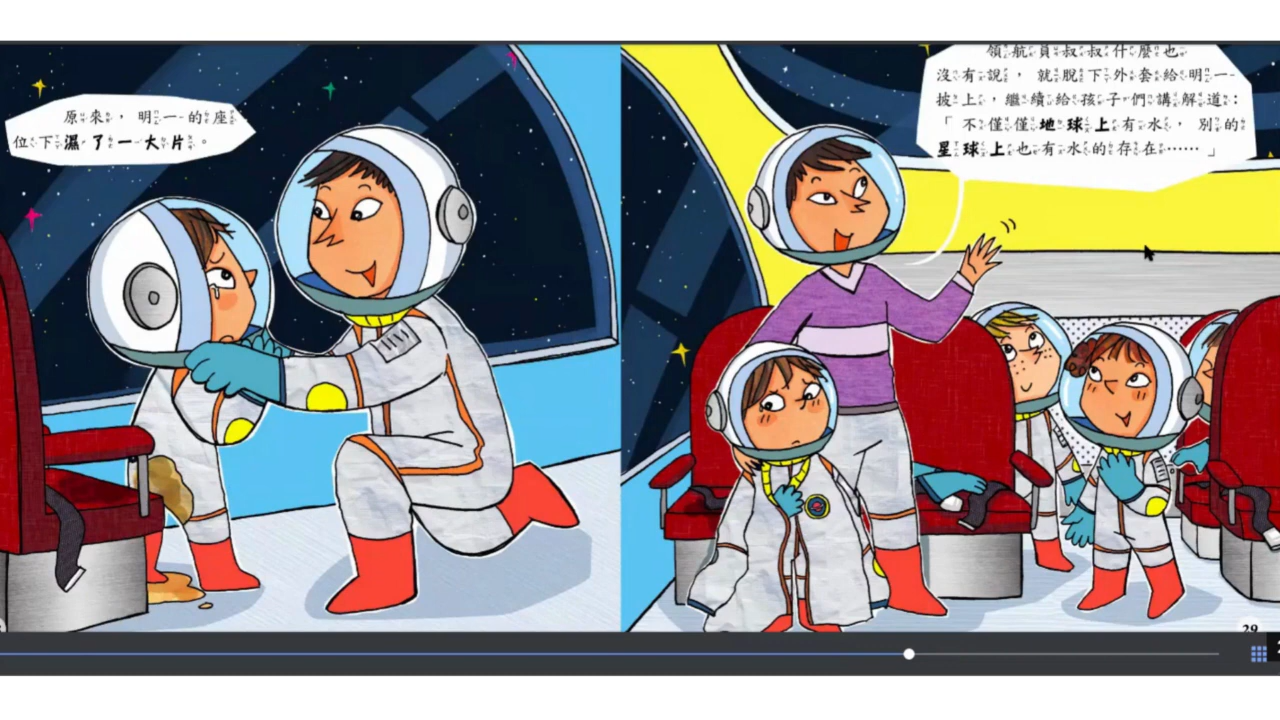 原來，明一的座
位下濕了一大片。
領航員叔叔什麼也
沒有說，就脫下外套給明一
披上，繼續給孩子們講解道：
「不僅僅地球上有水，別的
星球上也有水的存在……」
29